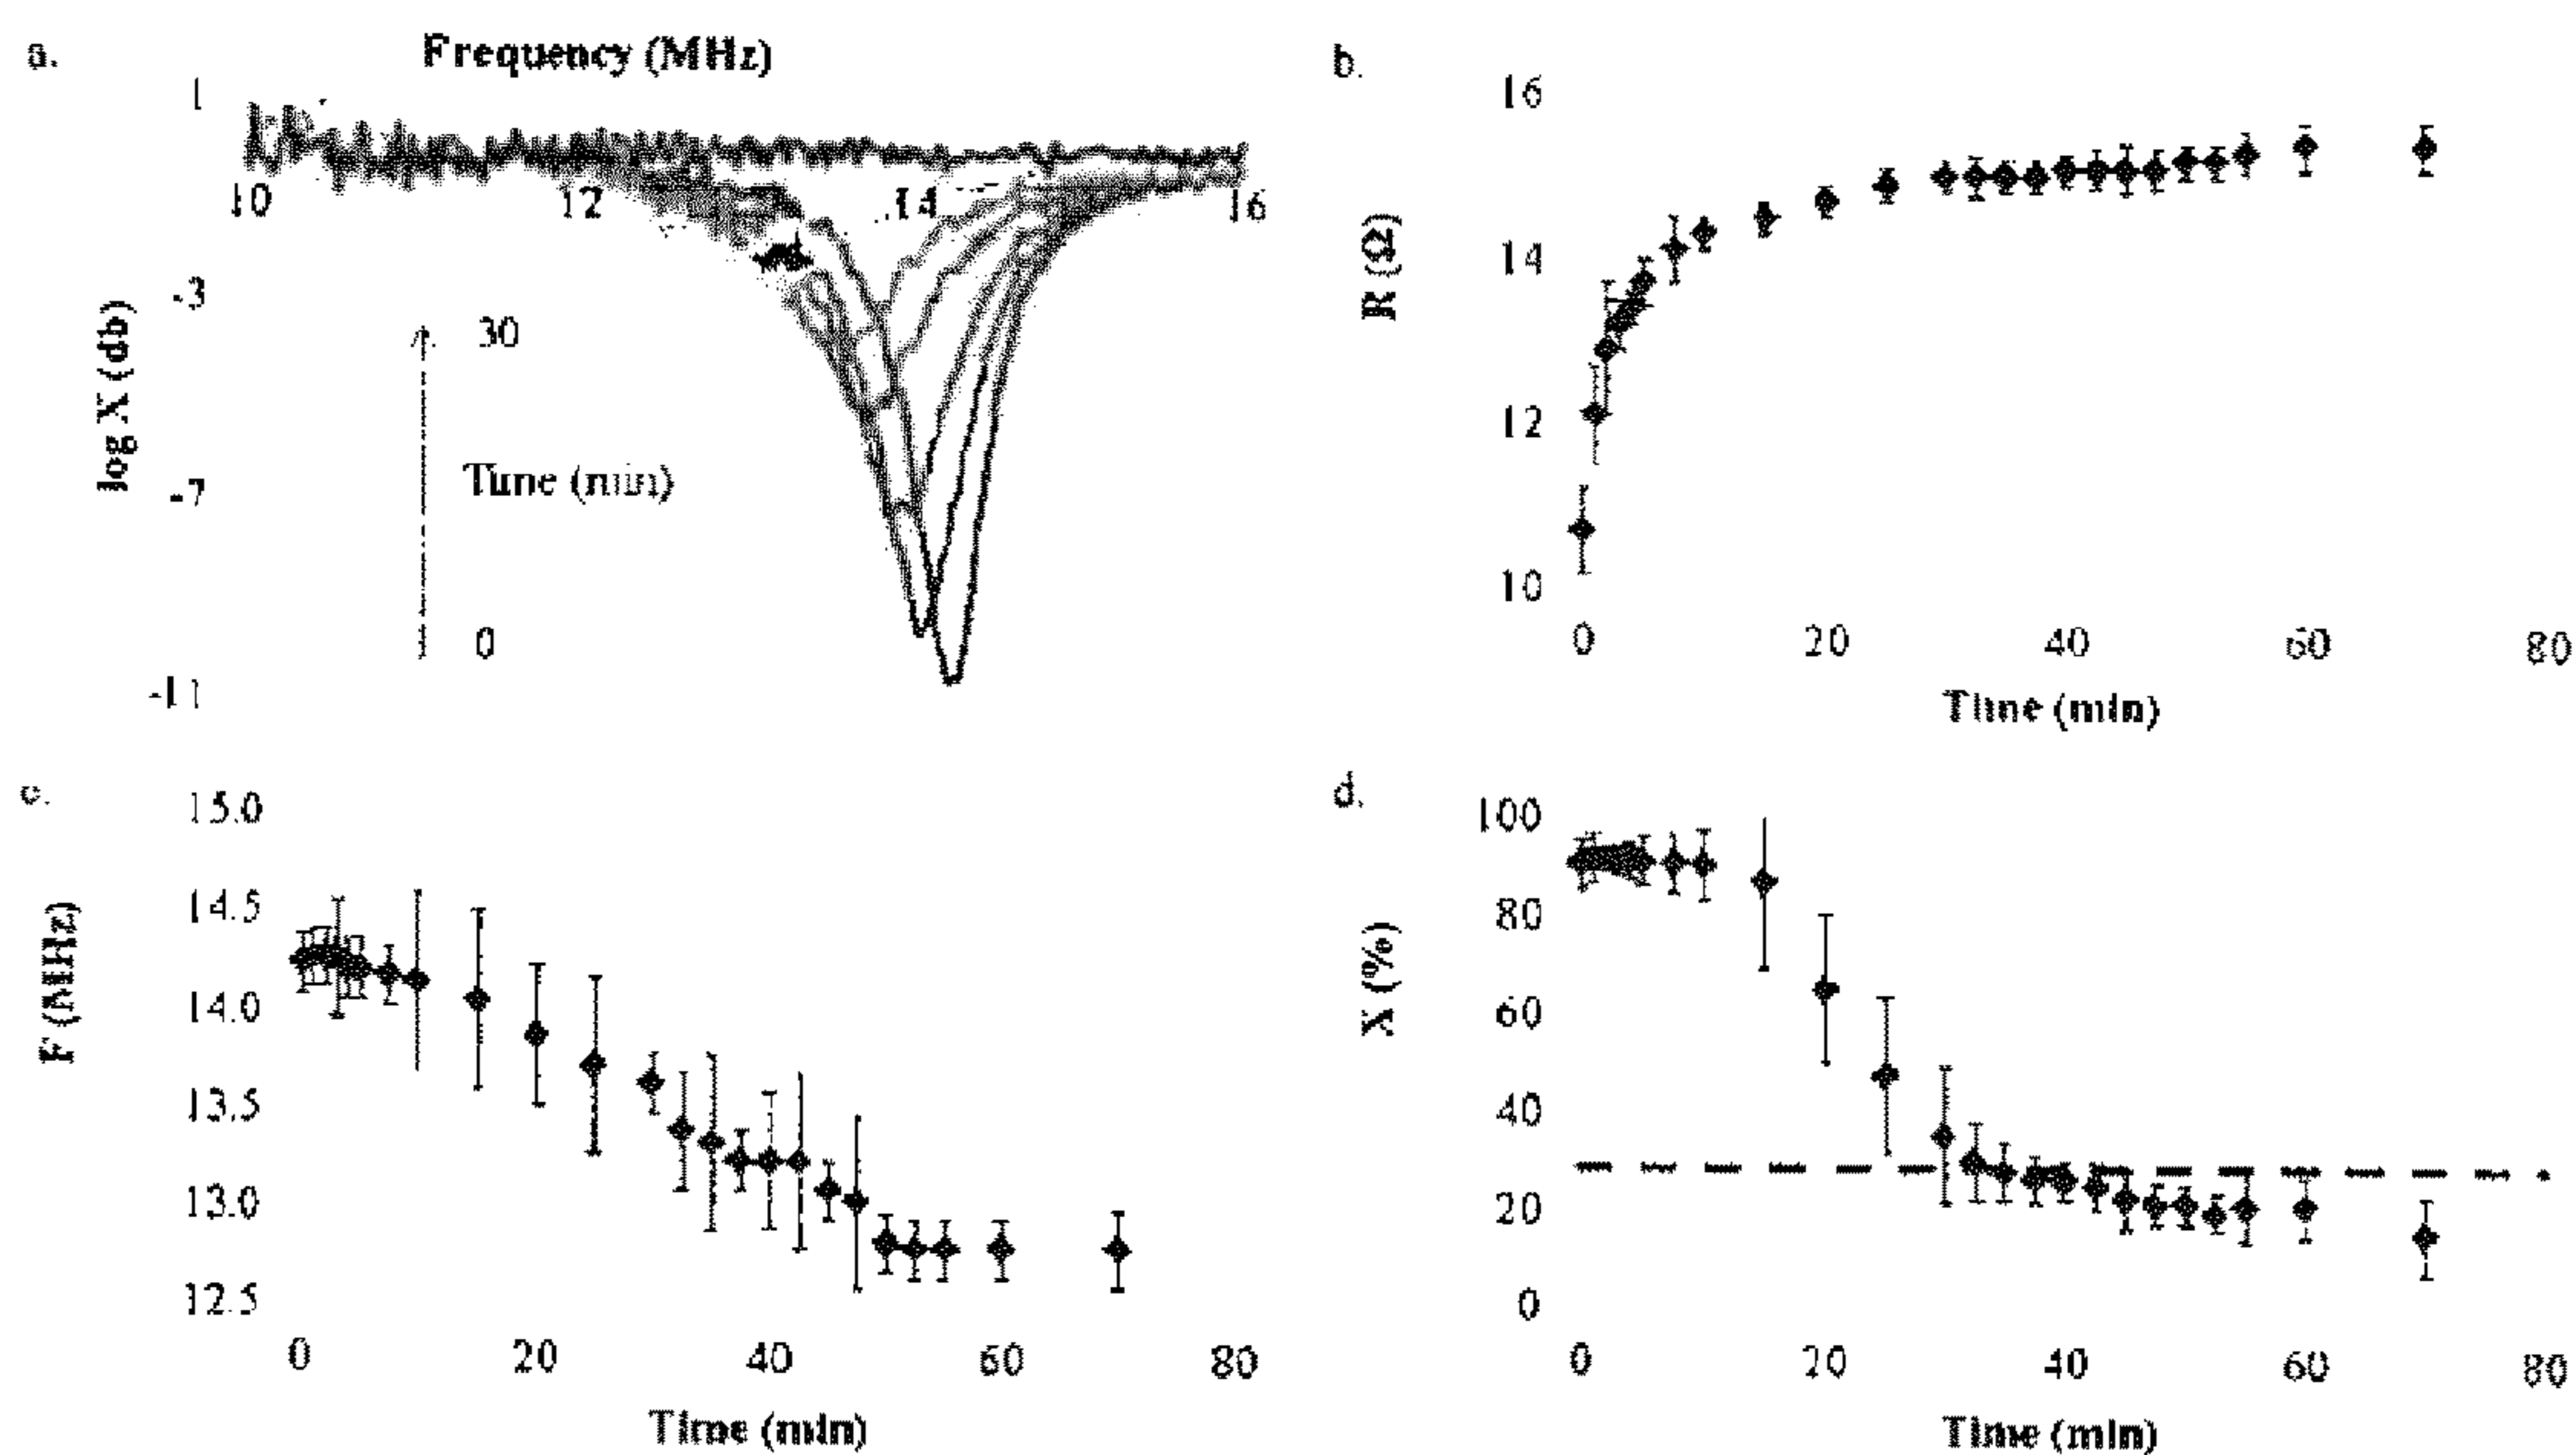 a.
Frequency (MHz)
1
10 12 14 16
-3
log X (db)
30
-7
Time (min)
0
-11
b.
16
14
R (Ω)
12
10
0 20 40 60 80
Time (min)
c.
15.0
14.5
F (MHz)
14.0
13.5
13.0
12.5
0 20 40 60 80
Time (min)
d.
100
80
X (%)
60
40
20
0
0 20 40 60 80
Time (min)